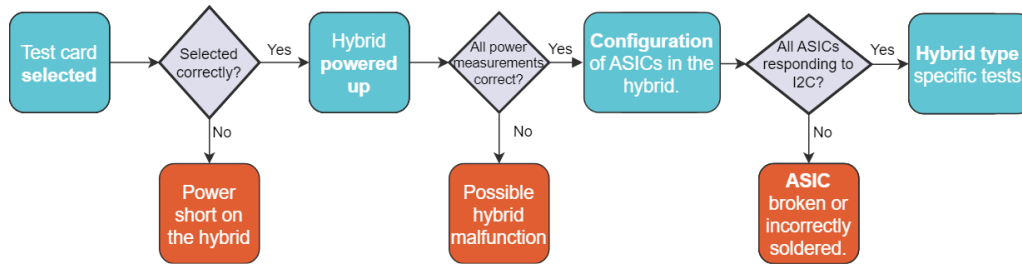 Test card
selected
Selected
correctly?
Yes
Hybrid
powered
up
All power
measurements
correct?
Yes
Configuration
of ASICs in the
hybrid.
All ASICs
responding to
I2C?
Yes
Hybrid type
specific tests
No
No
No
Power
short on
the hybrid
Possible
hybrid
malfunction
ASIC
broken or
incorrectly
soldered.